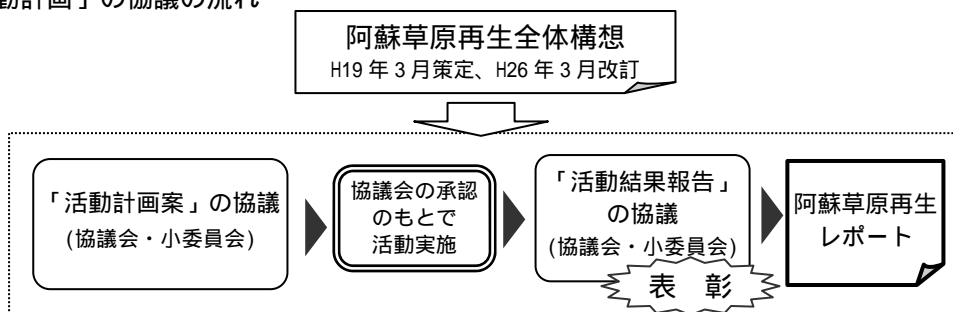 動計画」の協議の流れ
阿蘇草原再生全体構想
H19年3月策定、H26年3月改訂
「活動計画案」の協議
(協議会・小委員会)
協議会の承認
のもとで
活動実施
「活動結果報告」
の協議
(協議会・小委員会)
表 彰
阿蘇草原再生
レポート